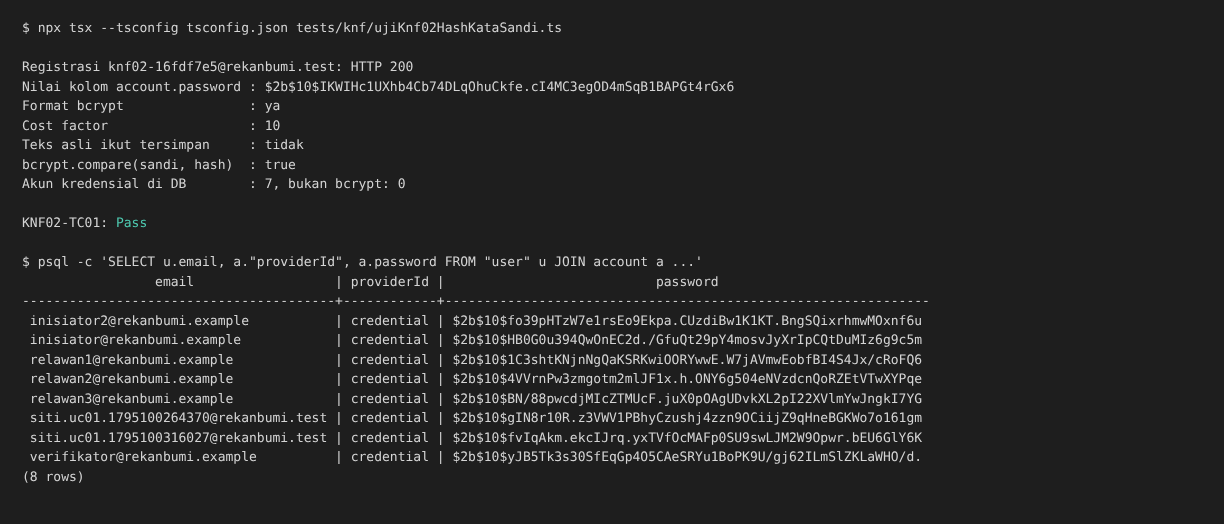 $ npx tsx --tsconfig tsconfig.json tests/knf/ujiKnf02HashKataSandi.ts
Registrasi knf02-16fdf7e5@rekanbumi.test: HTTP 200
Nilai kolom account.password : $2b$10$IKWIHc1UXhb4Cb74DLqOhuCkfe.cI4MC3egOD4mSqB1BAPGt4rGx6
Format bcrypt : ya
Cost factor : 10
Teks asli ikut tersimpan : tidak
bcrypt.compare(sandi, hash) : true
Akun kredensial di DB : 7, bukan bcrypt: 0
KNF02-TC01: Pass
$ psql -c 'SELECT u.email, a."providerId", a.password FROM "user" u JOIN account a ...'
email | providerId | password
----------------------------------------+------------+--------------------------------------------------------------
inisiator2@rekanbumi.example | credential | $2b$10$fo39pHTzW7e1rsEo9Ekpa.CUzdiBw1K1KT.BngSQixrhmwMOxnf6u
inisiator@rekanbumi.example | credential | $2b$10$HB0G0u394QwOnEC2d./GfuQt29pY4mosvJyXrIpCQtDuMIz6g9c5m
relawan1@rekanbumi.example | credential | $2b$10$1C3shtKNjnNgQaKSRKwiOORYwwE.W7jAVmwEobfBI4S4Jx/cRoFQ6
relawan2@rekanbumi.example | credential | $2b$10$4VVrnPw3zmgotm2mlJF1x.h.ONY6g504eNVzdcnQoRZEtVTwXYPqe
relawan3@rekanbumi.example | credential | $2b$10$BN/88pwcdjMIcZTMUcF.juX0pOAgUDvkXL2pI22XVlmYwJngkI7YG
siti.uc01.1795100264370@rekanbumi.test | credential | $2b$10$gIN8r10R.z3VWV1PBhyCzushj4zzn9OCiijZ9qHneBGKWo7o161gm
siti.uc01.1795100316027@rekanbumi.test | credential | $2b$10$fvIqAkm.ekcIJrq.yxTVfOcMAFp0SU9swLJM2W9Opwr.bEU6GlY6K
verifikator@rekanbumi.example | credential | $2b$10$yJB5Tk3s30SfEqGp4O5CAeSRYu1BoPK9U/gj62ILmSlZKLaWHO/d.
(8 rows)